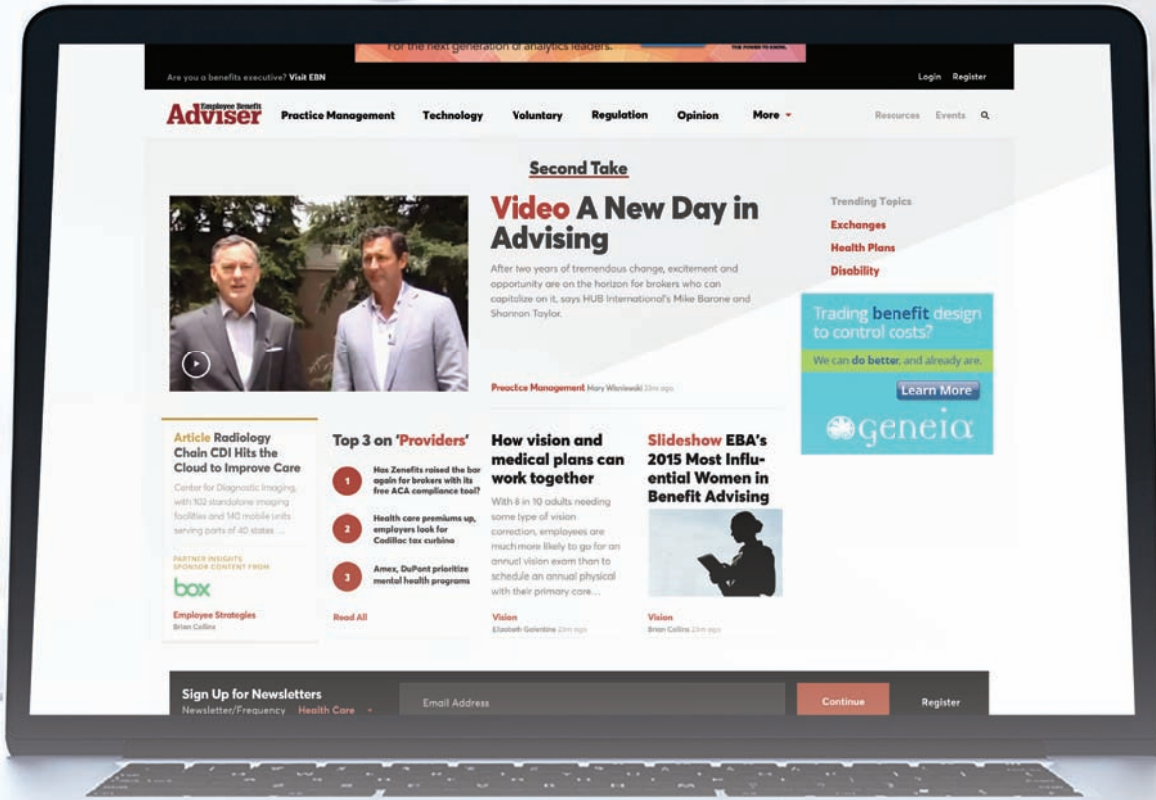 For the next generation of analytics leaders.
THE POWER TO KNOW.
Are you a benefits executive? Visit EBN
Login Register
Employee Benefit
Adviser
Practice Management Technology Voluntary Regulation Opinion More
Resources Events
Second Take
Video A New Day in
Advising
After two years of tremendous change, excitement and
opportunity are on the horizon for brokers who can
capitalize on it, says HUB International's Mike Barone and
Shannon Taylor.
Practice Management Mary Wisniewski 23m ago
Trending Topics
Exchanges
Health Plans
Disability
Trading benefit design
to control costs?
We can do better, and already are.
Learn More
geneia
Article Radiology
Chain CDI Hits the
Cloud to Improve Care
Center for Diagnostic Imaging,
with 102 standalone imaging
facilities and 140 mobile units
serving parts of 40 states ...
PARTNER INSIGHTS
SPONSOR CONTENT FROM
box
Employee Strategies
Brian Collins
Top 3 on 'Providers'
1
Has Zenefits raised the bar
again for brokers with its
free ACA compliance tool?
2
Health care premiums up,
employers look for
Cadillac tax curbing
3
Amex, DuPont prioritize
mental health programs
Read All
How vision and
medical plans can
work together
With 8 in 10 adults needing
some type of vision
correction, employees are
much more likely to go for an
annual vision exam than to
schedule an annual physical
with their primary care...
Vision
Elizabeth Galentine 23m ago
Slideshow EBA's
2015 Most Influ-
ential Women in
Benefit Advising
Vision
Brian Collins 23m ago
Sign Up for Newsletters
Newsletter/Frequency Health Care
Email Address
Continue
Register